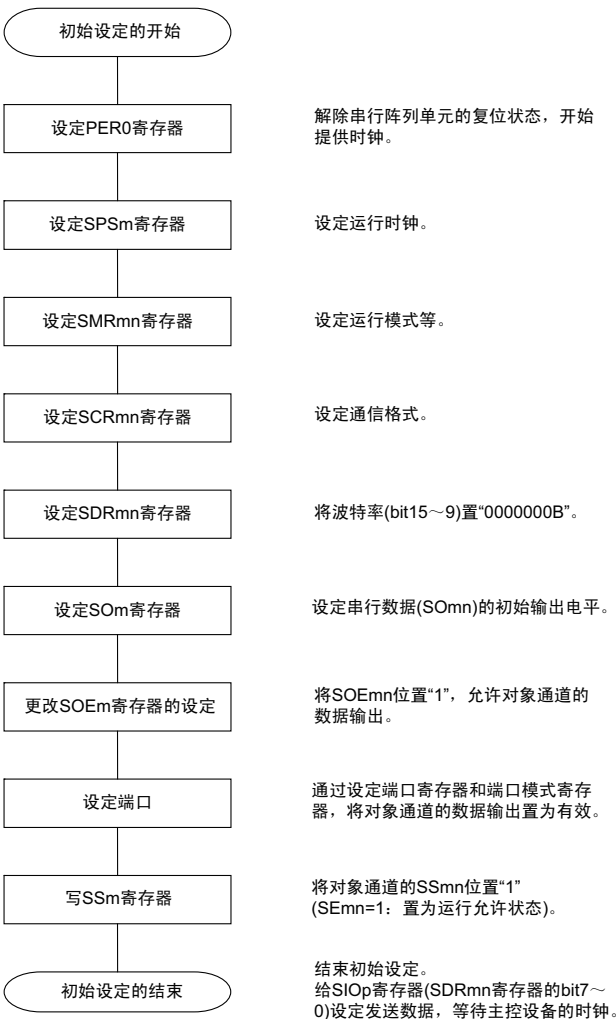 初始设定的开始
设定PER0寄存器
解除串行阵列单元的复位状态，开始
提供时钟。
设定SPSm寄存器
设定运行时钟。
设定SMRmn寄存器
设定运行模式等。
设定SCRmn寄存器
设定通信格式。
设定SDRmn寄存器
将波特率(bit15～9)置“0000000B”。
设定SOm寄存器
设定串行数据(SOmn)的初始输出电平。
更改SOEm寄存器的设定
将SOEmn位置“1”，允许对象通道的
数据输出。
设定端口
通过设定端口寄存器和端口模式寄存
器，将对象通道的数据输出置为有效。
写SSm寄存器
将对象通道的SSmn位置“1”
(SEmn=1：置为运行允许状态)。
初始设定的结束
结束初始设定。
给SIOp寄存器(SDRmn寄存器的bit7～
0)设定发送数据，等待主控设备的时钟。